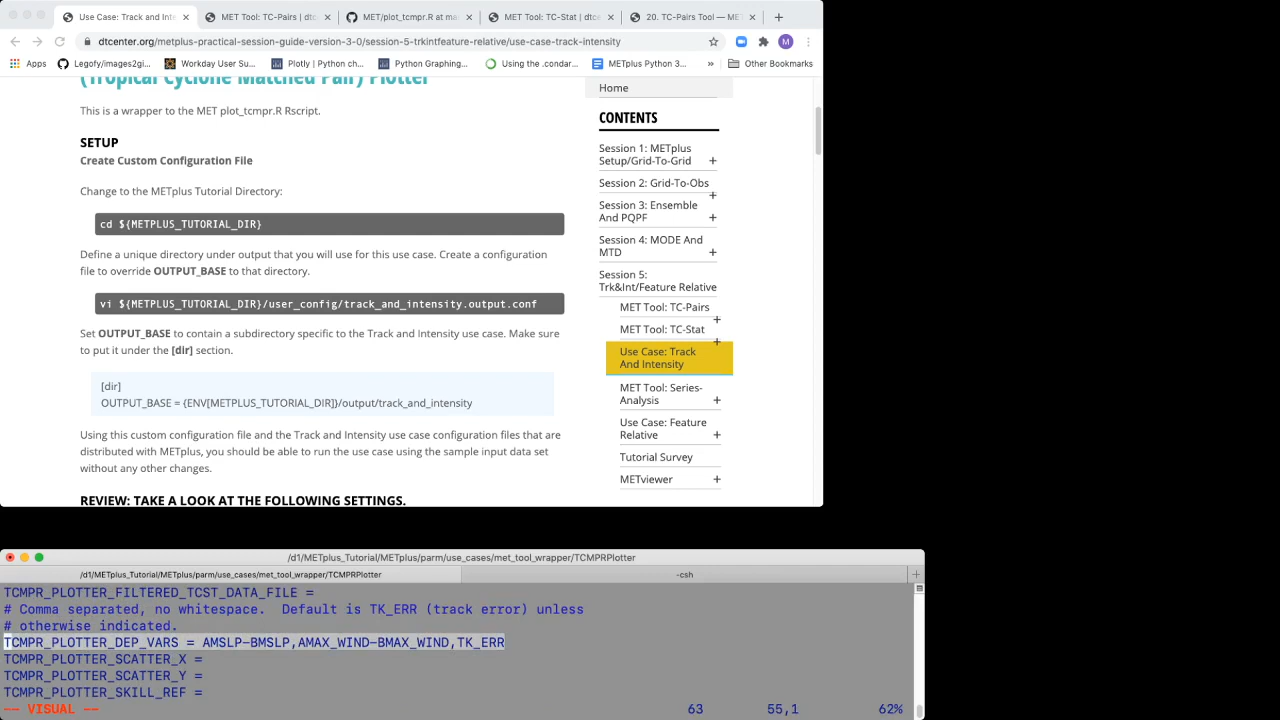 Use Case: Track and Inte
MET Tool: TC-Pairs | dtc
MET/plot_tcmpr.R at ma
MET Tool: TC-Stat | dtce
20. TC-Pairs Tool — ME
dtcenter.org/metplus-practical-session-guide-version-3-0/session-5-trkintfeature-relative/use-case-track-intensity
M
Apps
Legofy/images2gi...
Workday User Su...
Plotly | Python ch...
Python Graphing...
Using the .condar...
METplus Python 3...
»
Other Bookmarks
(Tropical Cyclone Matched Pair) Plotter
This is a wrapper to the MET plot_tcmpr.R Rscript.
SETUP
Create Custom Configuration File
Change to the METplus Tutorial Directory:
cd ${METPLUS_TUTORIAL_DIR}
Define a unique directory under output that you will use for this use case. Create a configuration
file to override OUTPUT_BASE to that directory.
vi ${METPLUS_TUTORIAL_DIR}/user_config/track_and_intensity.output.conf
Set OUTPUT_BASE to contain a subdirectory specific to the Track and Intensity use case. Make sure
to put it under the [dir] section.
[dir]
OUTPUT_BASE = {ENV[METPLUS_TUTORIAL_DIR]}/output/track_and_intensity
Using this custom configuration file and the Track and Intensity use case configuration files that are
distributed with METplus, you should be able to run the use case using the sample input data set
without any other changes.
REVIEW: TAKE A LOOK AT THE FOLLOWING SETTINGS.
Home
CONTENTS
Session 1: METplus
Setup/Grid-To-Grid +
Session 2: Grid-To-Obs
+
Session 3: Ensemble
And PQPF +
Session 4: MODE And
MTD +
Session 5:
Trk&Int/Feature Relative
MET Tool: TC-Pairs
+
MET Tool: TC-Stat
+
Use Case: Track
And Intensity
MET Tool: Series-
Analysis +
Use Case: Feature
Relative +
Tutorial Survey
METviewer +
/d1/METplus_Tutorial/METplus/parm/use_cases/met_tool_wrapper/TCMPRPlotter
/d1/METplus_Tutorial/METplus/parm/use_cases/met_tool_wrapper/TCMPRPlotter
-csh
TCMPR_PLOTTER_FILTERED_TCST_DATA_FILE =
# Comma separated, no whitespace.  Default is TK_ERR (track error) unless
# otherwise indicated.
TCMPR_PLOTTER_DEP_VARS = AMSLP-BMSLP,AMAX_WIND-BMAX_WIND,TK_ERR
TCMPR_PLOTTER_SCATTER_X =
TCMPR_PLOTTER_SCATTER_Y =
TCMPR_PLOTTER_SKILL_REF =
-- VISUAL -- 63 55,1 62%